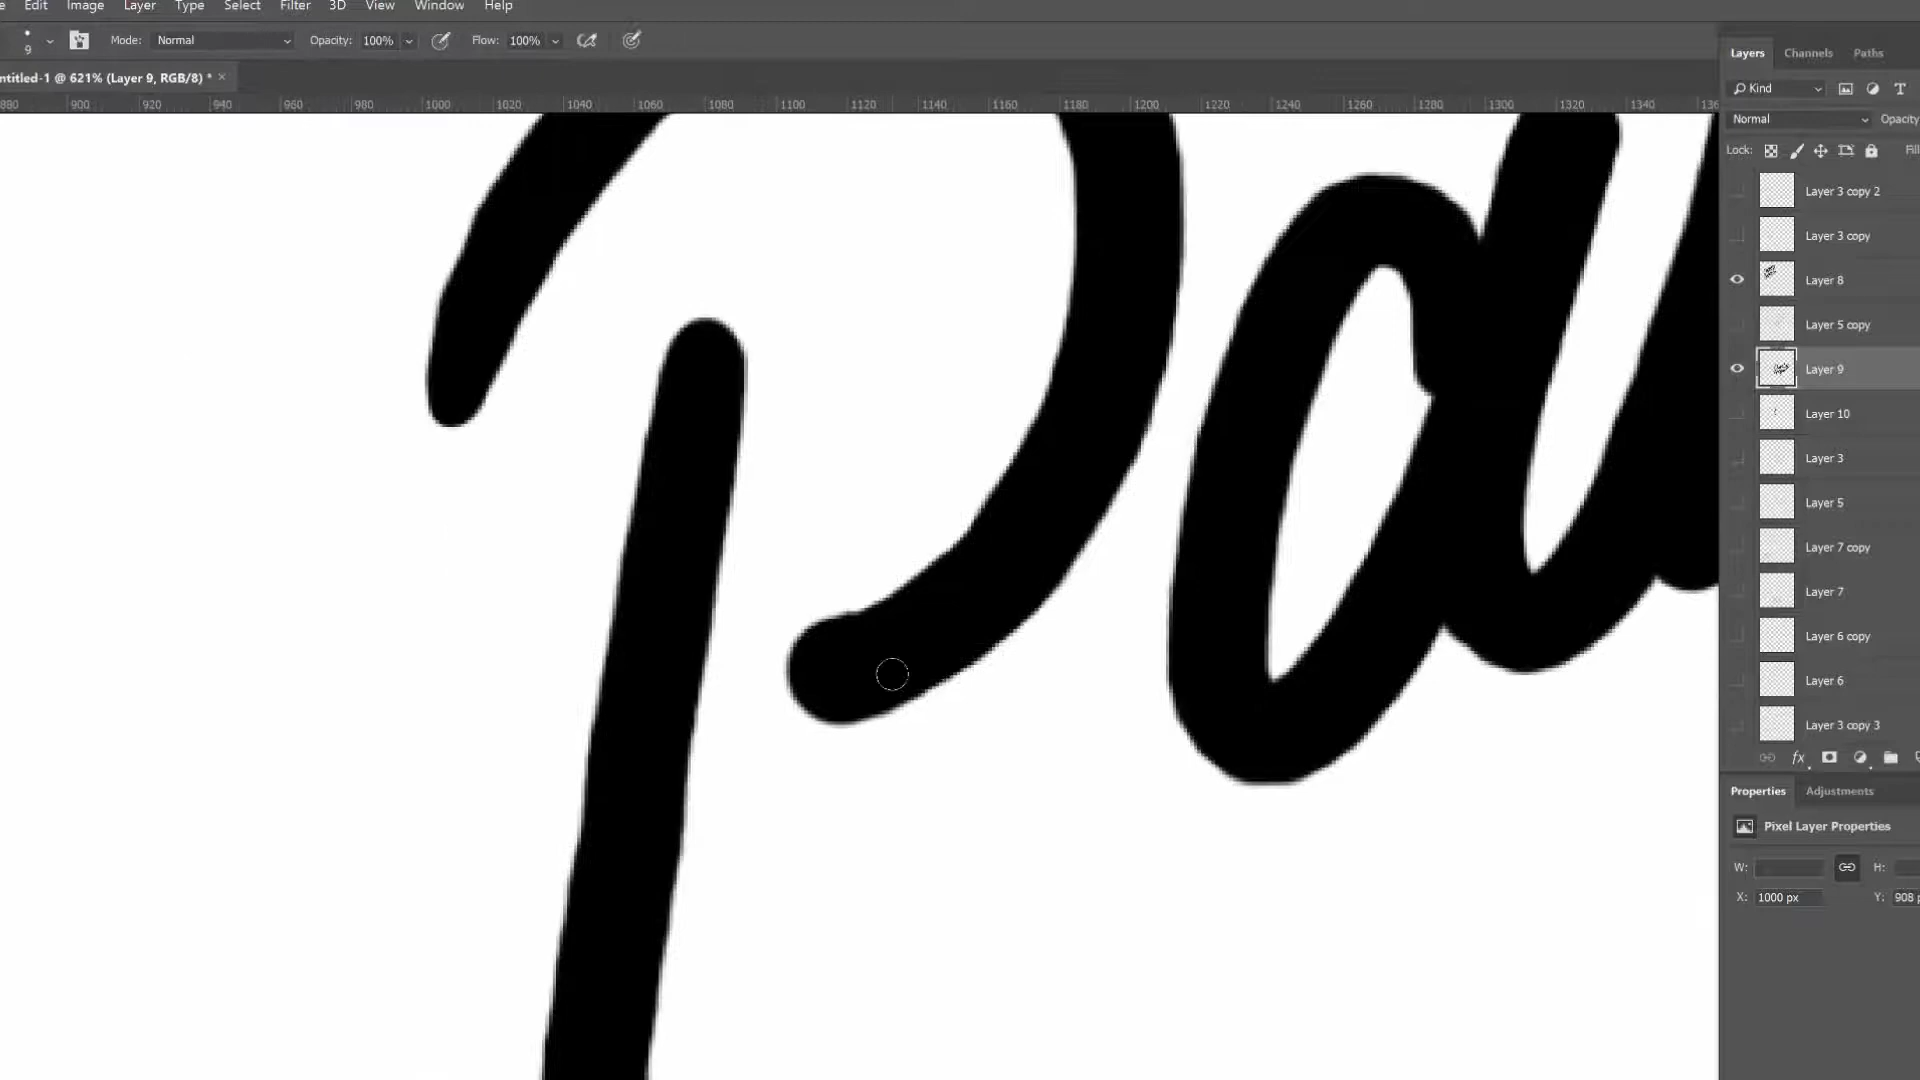 Edit Image Layer Type Select Filter 3D View Window Help
9 Mode: Normal Opacity: 100% Flow: 100%
ntitled-1 @ 621% (Layer 9, RGB/8) * ×
880 900 920 940 960 980 1000 1020 1040 1060 1080 1100 1120 1140 1160 1180 1200 1220 1240 1260 1280 1300 1320 1340 136
Layers Channels Paths
Kind
Normal Opacity
Lock: Fill
Layer 3 copy 2
Layer 3 copy
Layer 8
Layer 5 copy
Layer 9
Layer 10
Layer 3
Layer 5
Layer 7 copy
Layer 7
Layer 6 copy
Layer 6
Layer 3 copy 3
fx
Properties Adjustments
Pixel Layer Properties
W: H:
X: 1000 px Y: 908 p